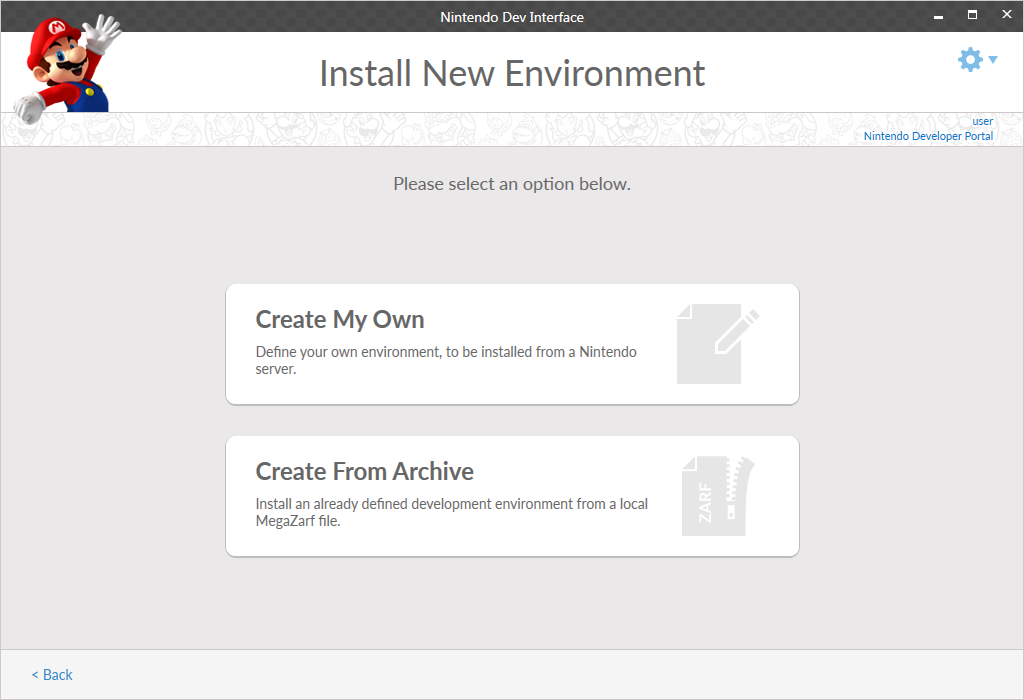 Nintendo Dev Interface
Install New Environment
user
Nintendo Developer Portal
Please select an option below.
Create My Own
Define your own environment, to be installed from a Nintendo
server.
Create From Archive
Install an already defined development environment from a local
MegaZarf file.
ZARF
< Back